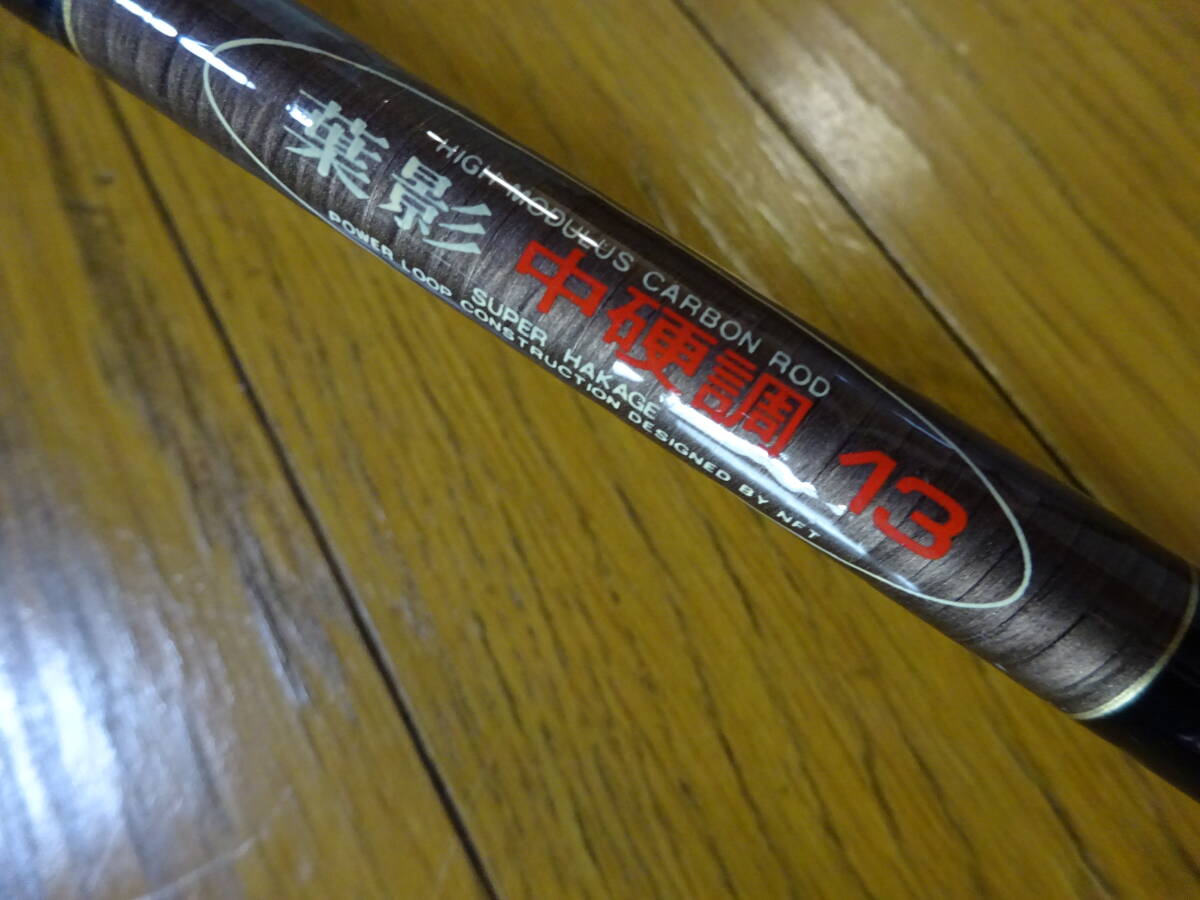 HIGH MODULUS CARBON ROD
葉影 中硬調 13
SUPER HAKAGE
POWER LOOP CONSTRUCTION DESIGNED BY NFT